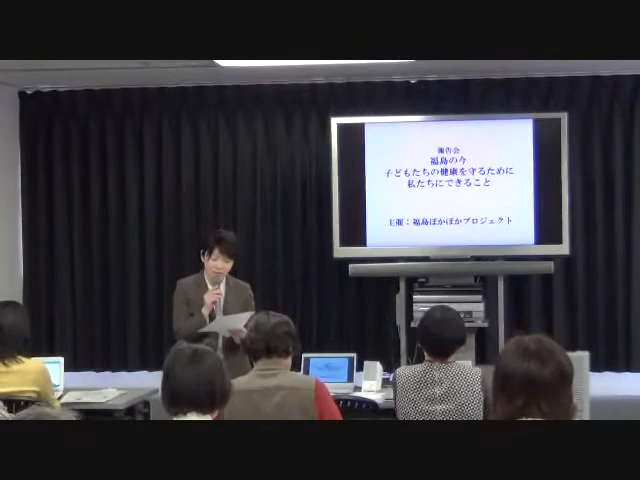 報告会
福島の今
子どもたちの健康を守るために
私たちにできること
主催：福島ぽかぽかプロジェクト